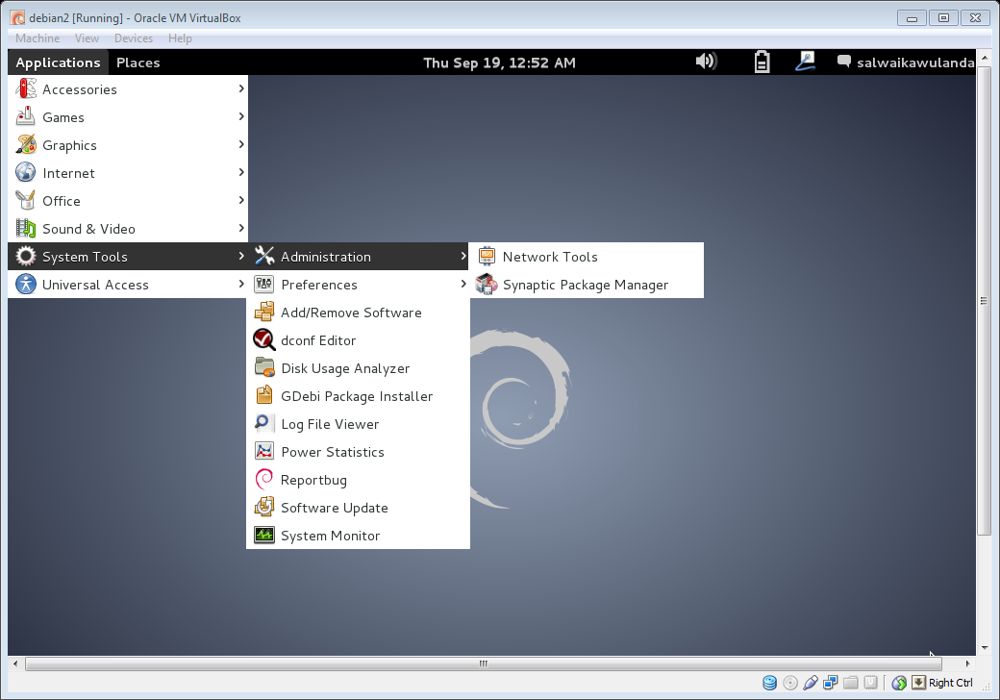 debian2 [Running] - Oracle VM VirtualBox
Machine View Devices Help
Applications Places Thu Sep 19, 12:52 AM salwaikawulanda
Accessories
Games
Graphics
Internet
Office
Sound & Video
System Tools
Universal Access
Administration
Preferences
Add/Remove Software
dconf Editor
Disk Usage Analyzer
GDebi Package Installer
Log File Viewer
Power Statistics
Reportbug
Software Update
System Monitor
Network Tools
Synaptic Package Manager
Right Ctrl